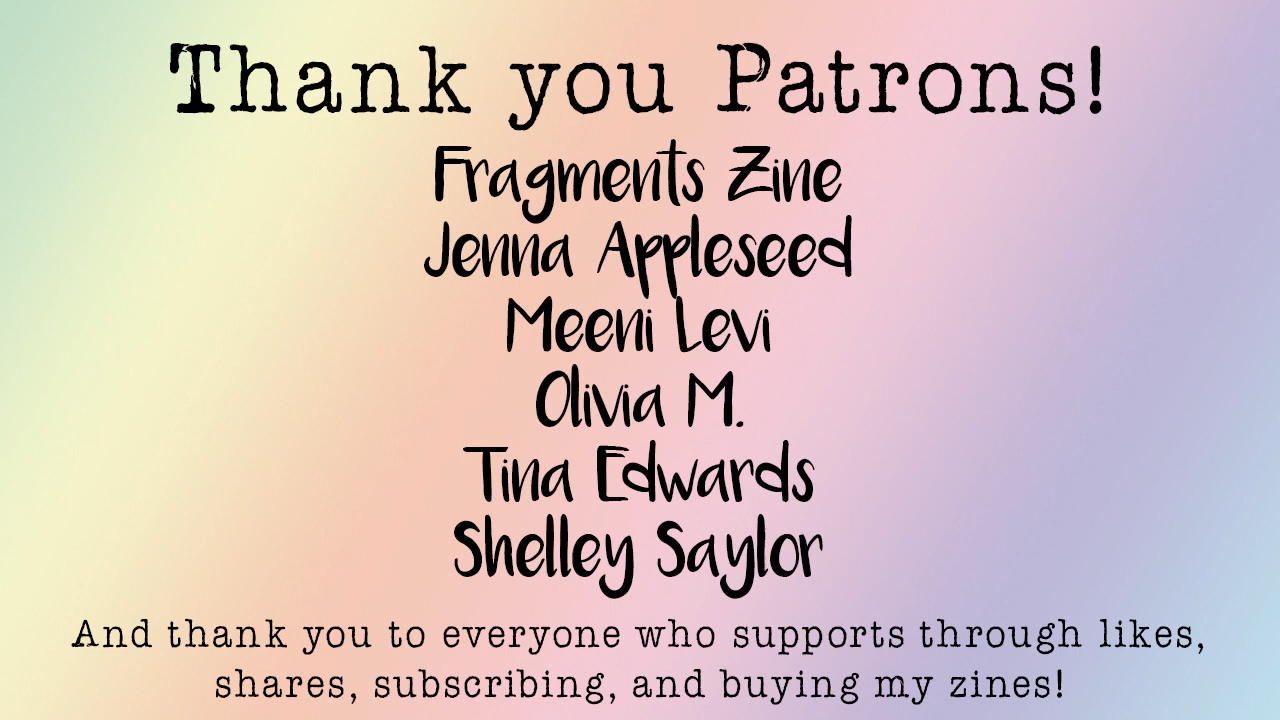 Thank you Patrons!
Fragments Zine
Jenna Appleseed
Meeni Levi
Olivia M.
Tina Edwards
Shelley Saylor
And thank you to everyone who supports through likes,
shares, subscribing, and buying my zines!